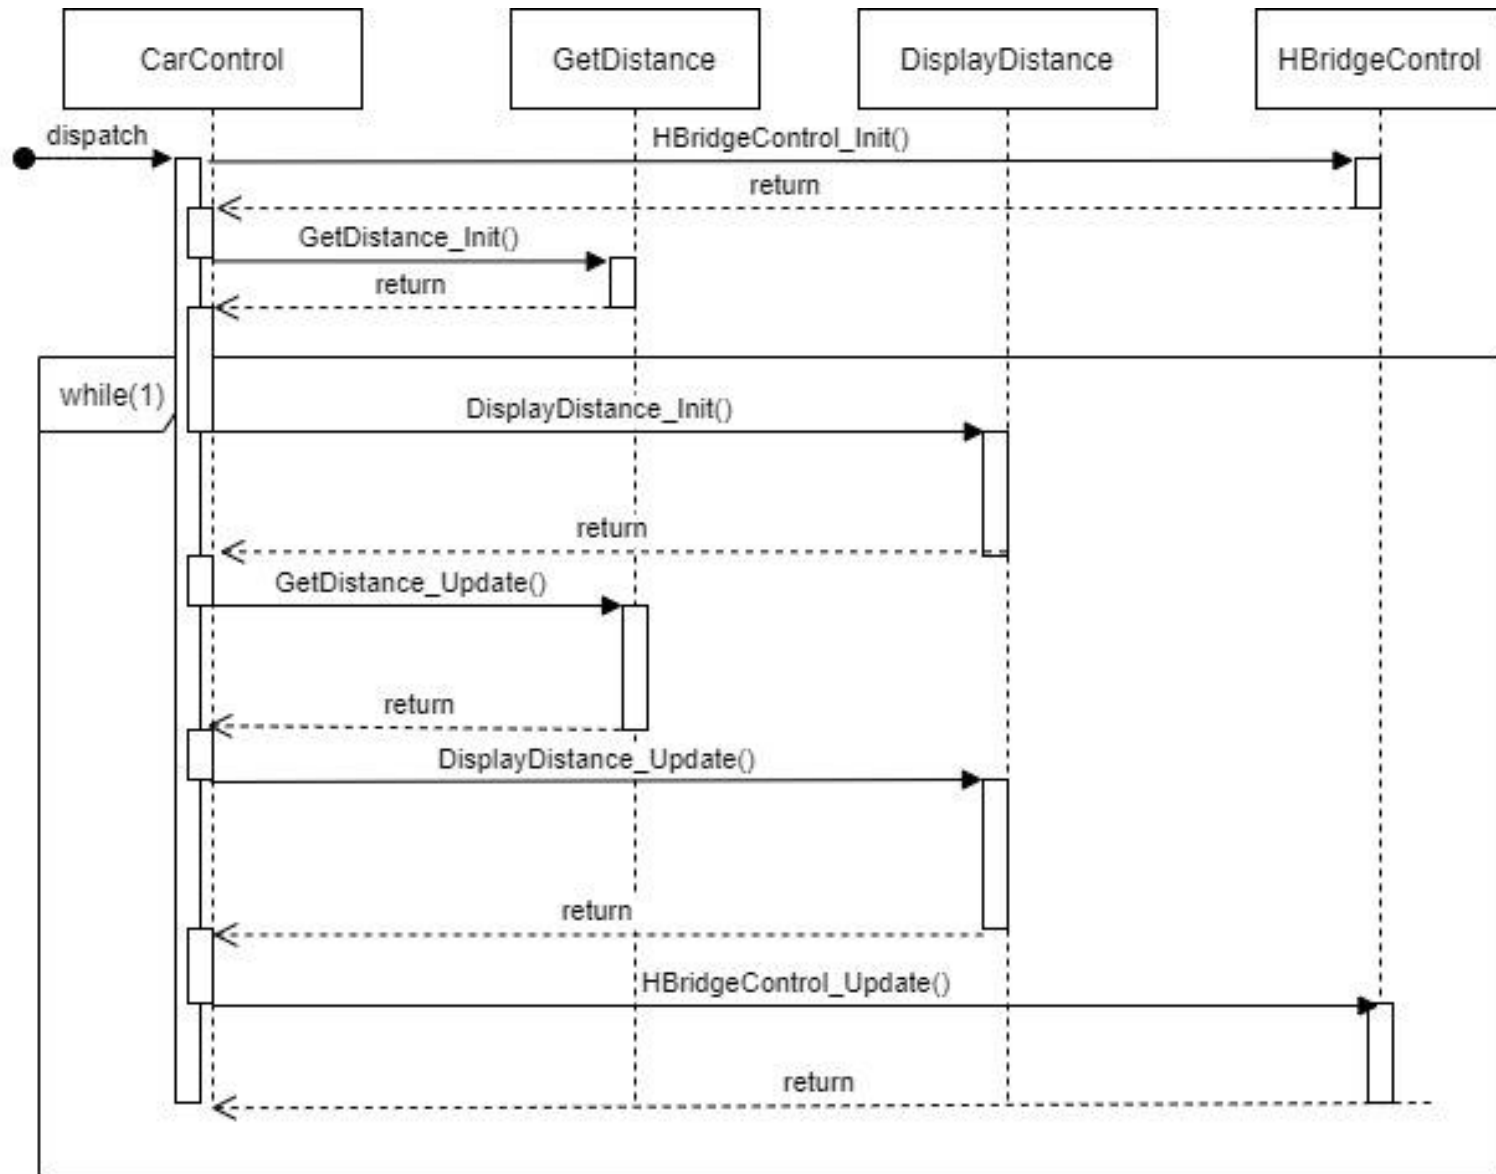 CarControl
GetDistance
DisplayDistance
HBridgeControl
dispatch
HBridgeControl_Init()
return
GetDistance_Init()
return
while(1)
DisplayDistance_Init()
return
GetDistance_Update()
return
DisplayDistance_Update()
return
HBridgeControl_Update()
return